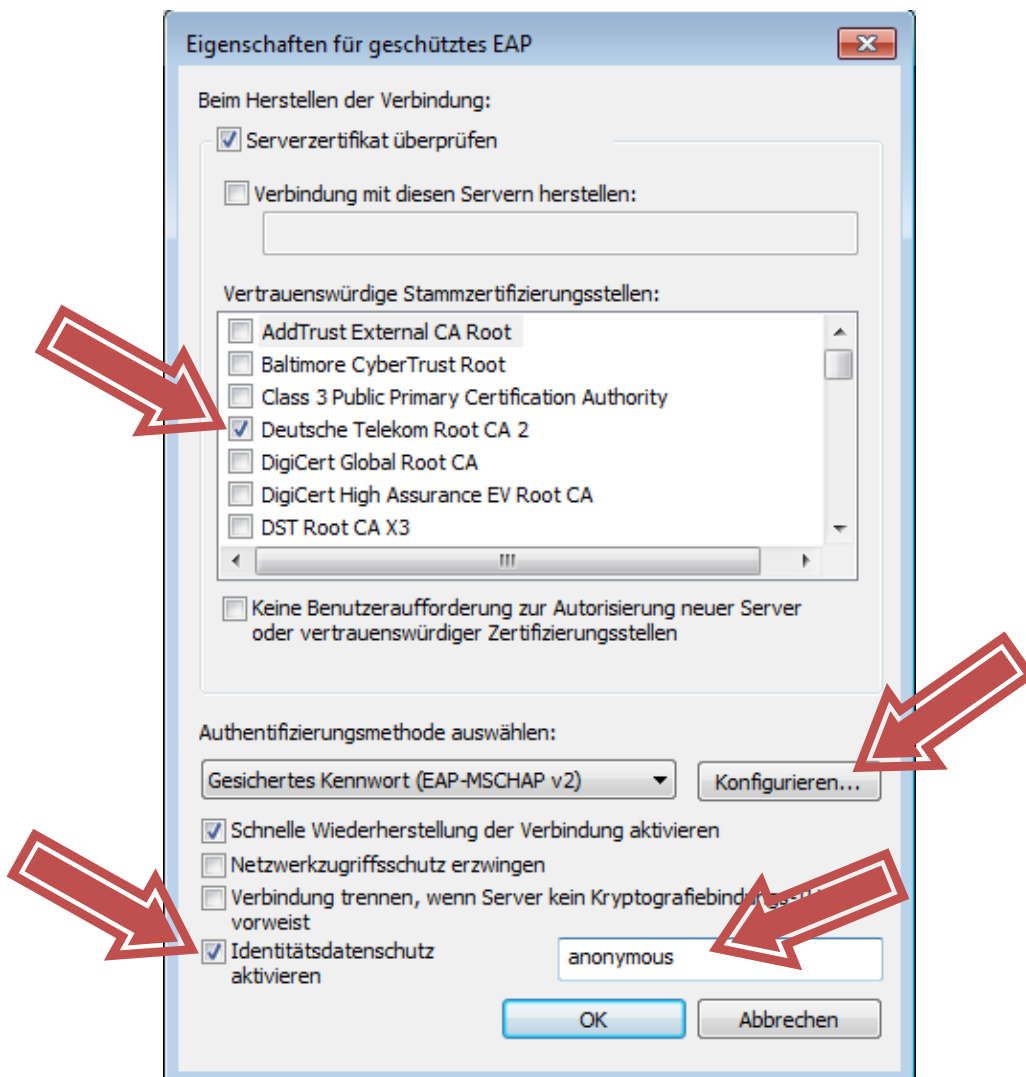 Eigenschaften für geschütztes EAP
Beim Herstellen der Verbindung:
Serverzertifikat überprüfen
Verbindung mit diesen Servern herstellen:
Vertrauenswürdige Stammzertifizierungsstellen:
AddTrust External CA Root
Baltimore CyberTrust Root
Class 3 Public Primary Certification Authority
Deutsche Telekom Root CA 2
DigiCert Global Root CA
DigiCert High Assurance EV Root CA
DST Root CA X3
Keine Benutzeraufforderung zur Autorisierung neuer Server
oder vertrauenswürdiger Zertifizierungsstellen
Authentifizierungsmethode auswählen:
Gesichertes Kennwort (EAP-MSCHAP v2)
Konfigurieren...
Schnelle Wiederherstellung der Verbindung aktivieren
Netzwerkzugriffsschutz erzwingen
Verbindung trennen, wenn Server kein
vorweist
Identitätsdatenschutz
aktivieren
anonymous
OK
Abbrechen